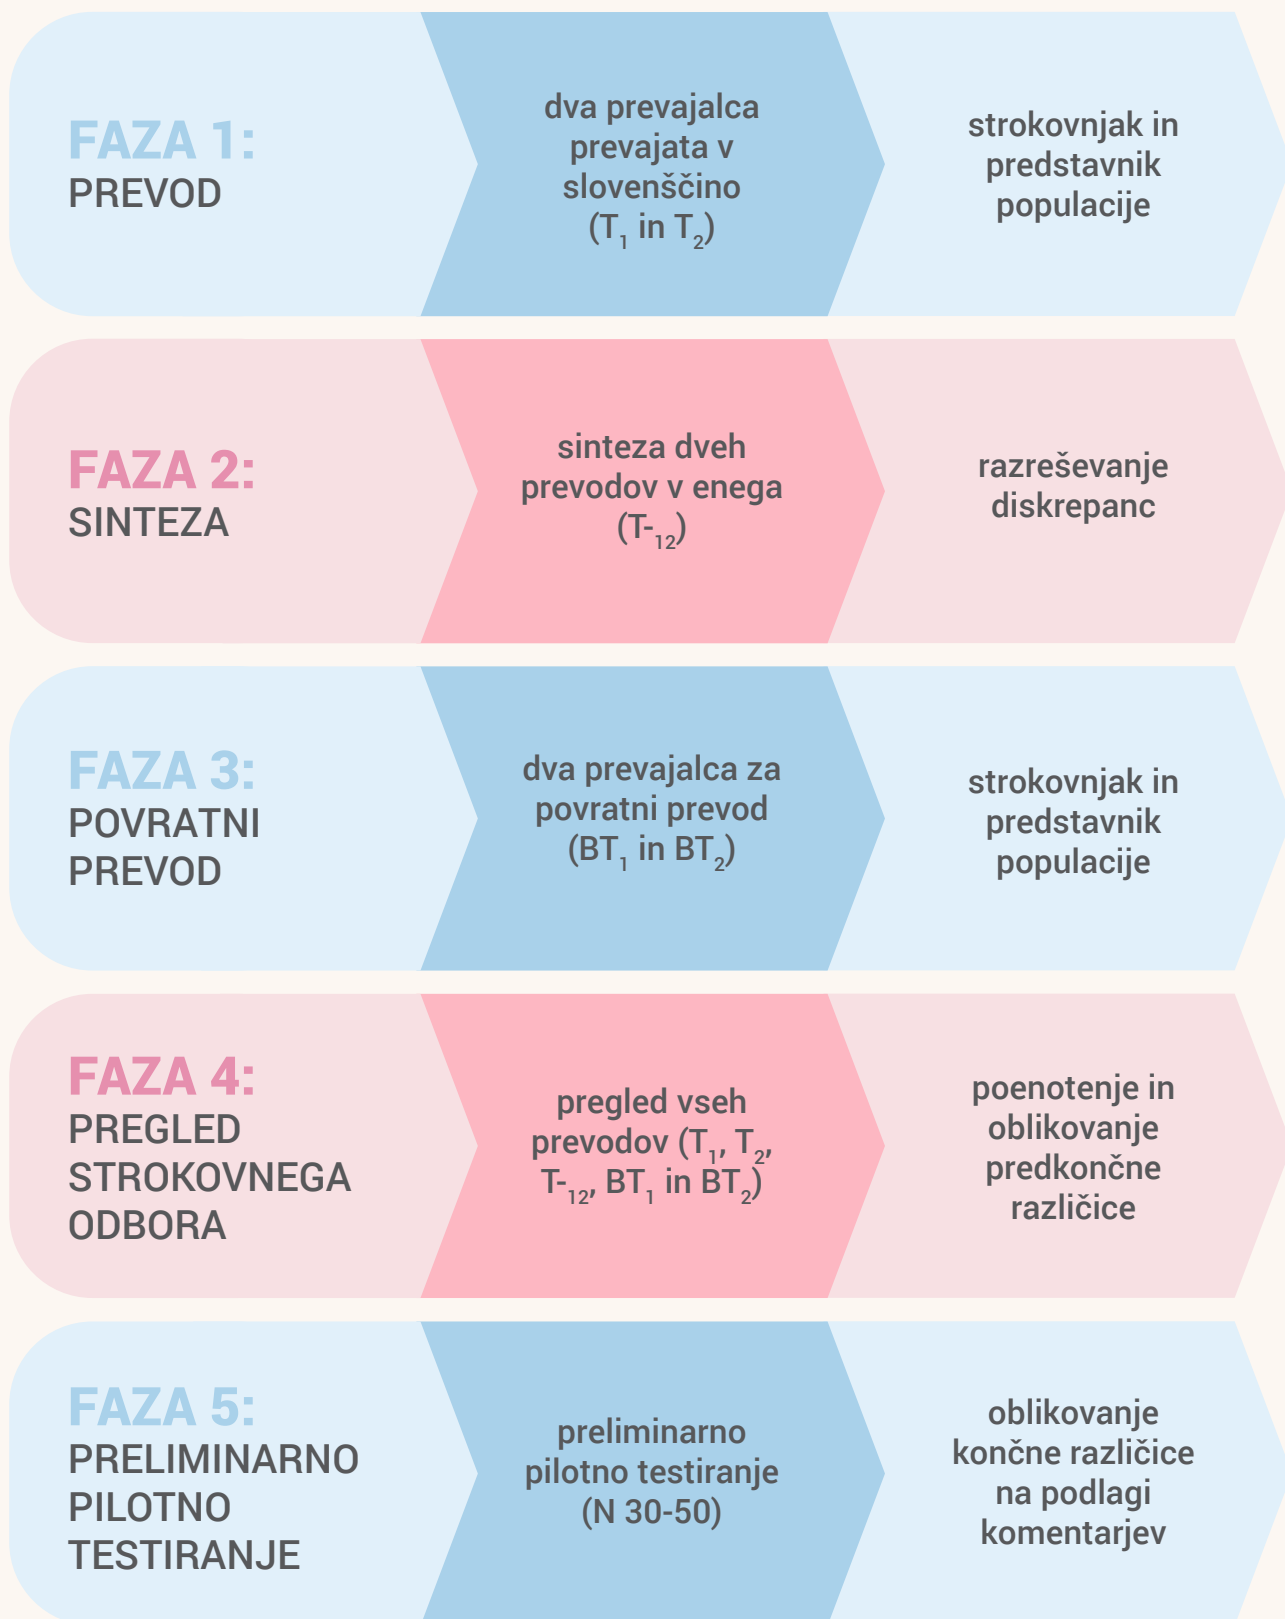 FAZA 1:
PREVOD
dva prevajalca
prevajata v
slovenščino
(T₁ in T₂)
strokovnjak in
predstavnik
populacije
FAZA 2:
SINTEZA
sinteza dveh
prevodov v enega
(T-₁₂)
razreševanje
diskrepanc
FAZA 3:
POVRATNI
PREVOD
dva prevajalca za
povratni prevod
(BT₁ in BT₂)
strokovnjak in
predstavnik
populacije
FAZA 4:
PREGLED
STROKOVNEGA
ODBORA
pregled vseh
prevodov (T₁, T₂,
T-₁₂, BT₁ in BT₂)
poenotenje in
oblikovanje
predkončne
različice
FAZA 5:
PRELIMINARNO
PILOTNO
TESTIRANJE
preliminarno
pilotno testiranje
(N 30-50)
oblikovanje
končne različice
na podlagi
komentarjev